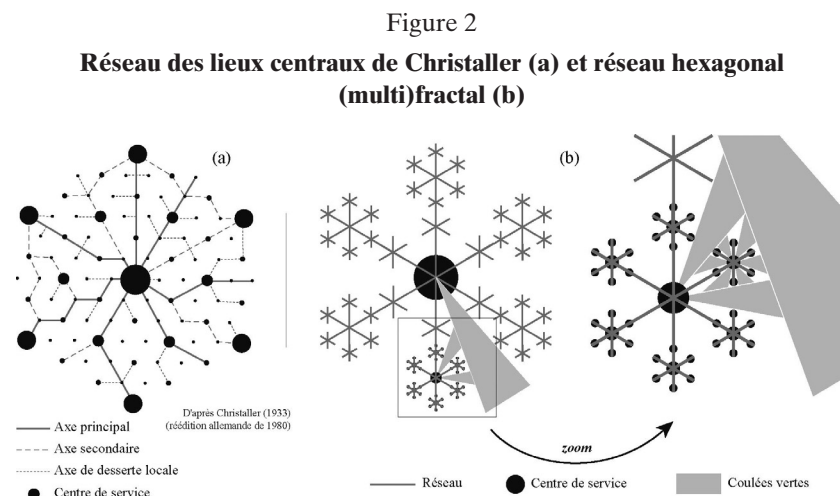 Figure 2
Réseau des lieux centraux de Christaller (a) et réseau hexagonal
(multi)fractal (b)
(a)
(b)
D'après Christaller (1933)
(réédition allemande de 1980)
Axe principal
Axe secondaire
Axe de desserte locale
Centre de service
zoom
Réseau
Centre de service
Coulées vertes